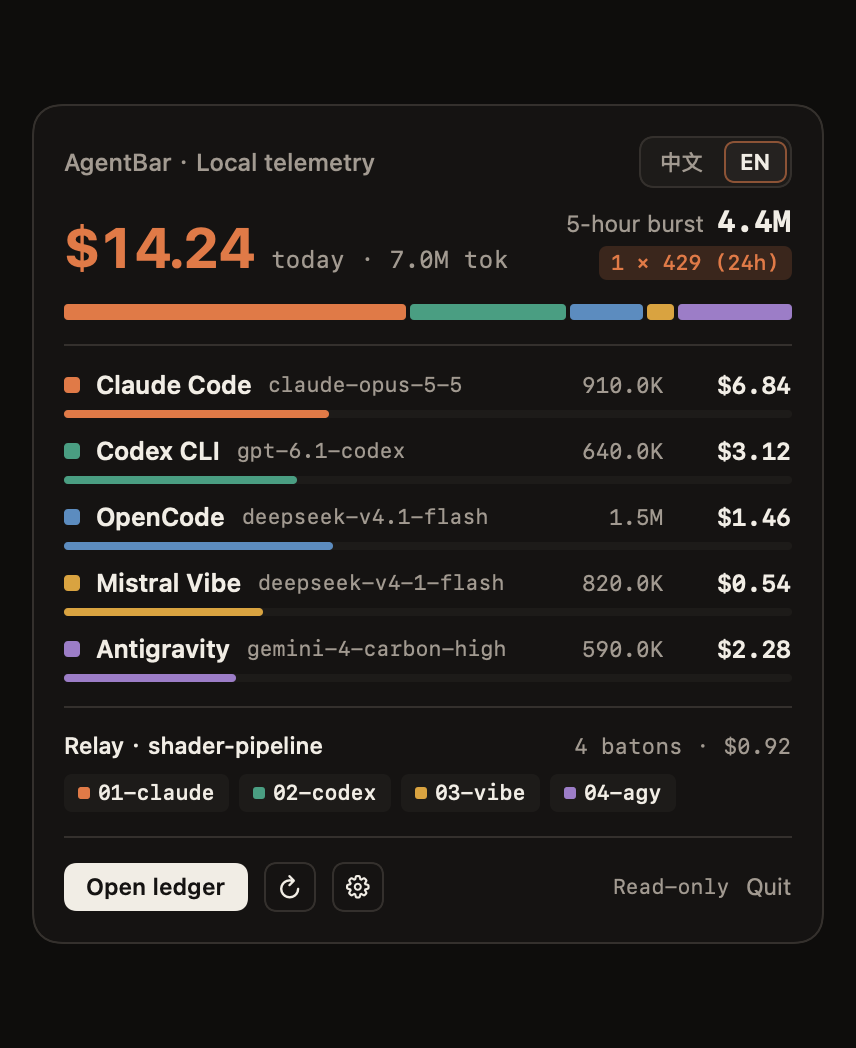 AgentBar · Local telemetry
中文 EN
$14.24 today · 7.0M tok
5-hour burst 4.4M
1 × 429 (24h)
Claude Code claude-opus-5-5 910.0K $6.84
Codex CLI gpt-6.1-codex 640.0K $3.12
OpenCode deepseek-v4.1-flash 1.5M $1.46
Mistral Vibe deepseek-v4-1-flash 820.0K $0.54
Antigravity gemini-4-carbon-high 590.0K $2.28
Relay · shader-pipeline 4 batons · $0.92
01-claude 02-codex 03-vibe 04-agy
Open ledger Read-only Quit